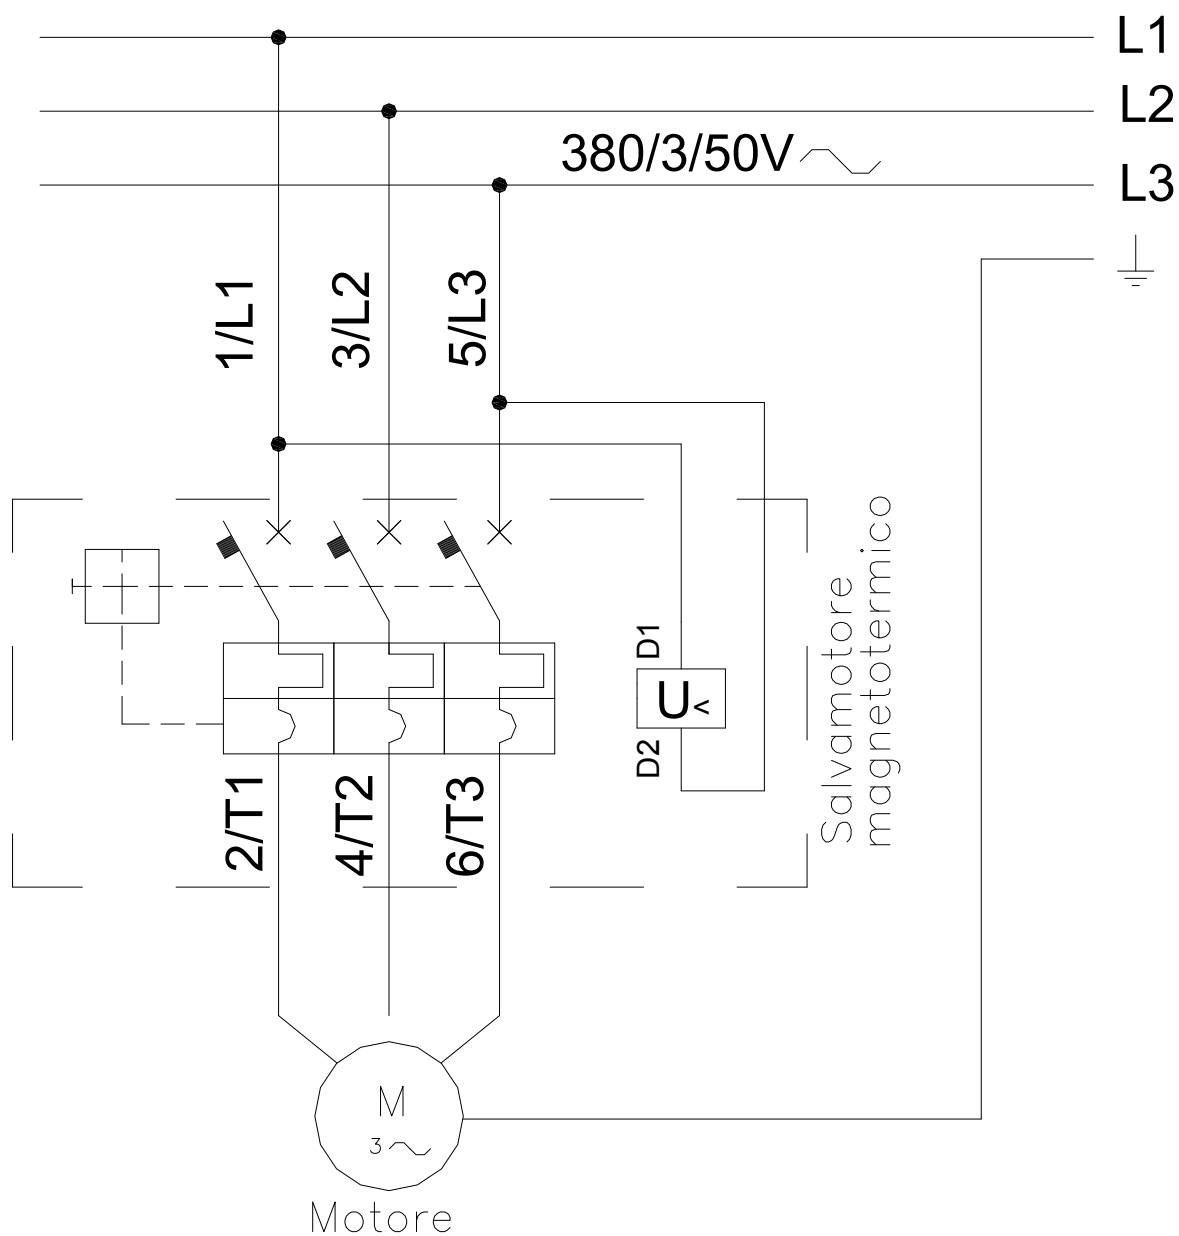 L1
L2
380/3/50V
L3
1/L1
3/L2
5/L3
Salvamotore
magnetotermico
D1
U<
D2
2/T1
4/T2
6/T3
M
3
Motore